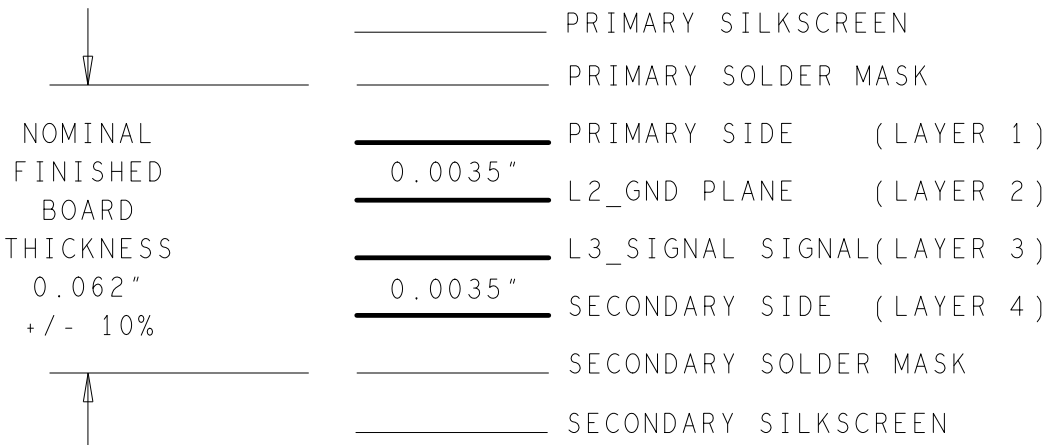 PRIMARY SILKSCREEN
PRIMARY SOLDER MASK
NOMINAL
FINISHED
BOARD
THICKNESS
0.062"
+/- 10%
PRIMARY SIDE (LAYER 1)
0.0035"
L2_GND PLANE (LAYER 2)
L3_SIGNAL SIGNAL(LAYER 3)
0.0035"
SECONDARY SIDE (LAYER 4)
SECONDARY SOLDER MASK
SECONDARY SILKSCREEN